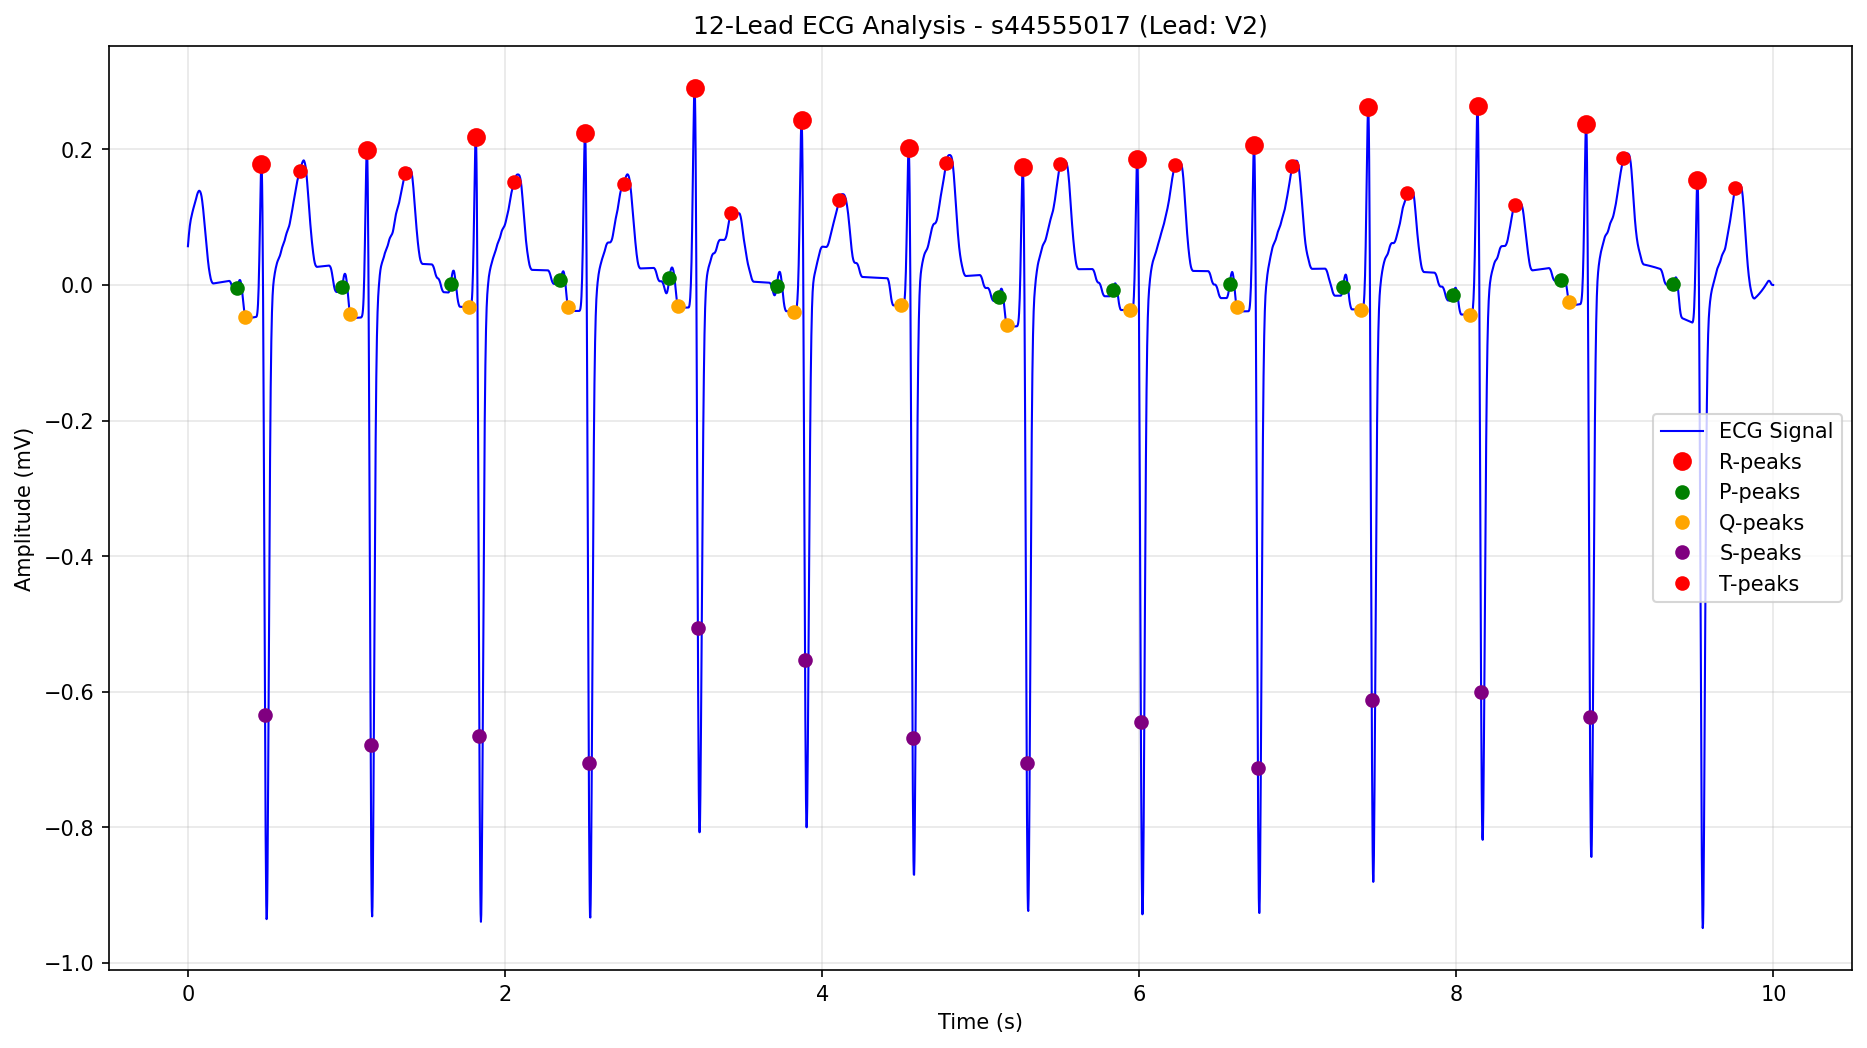 12-Lead ECG Analysis - s44555017 (Lead: V2)
Amplitude (mV)
0.2
0.0
−0.2
−0.4
−0.6
−0.8
−1.0
ECG Signal
R-peaks
P-peaks
Q-peaks
S-peaks
T-peaks
0 2 4 6 8 10
Time (s)